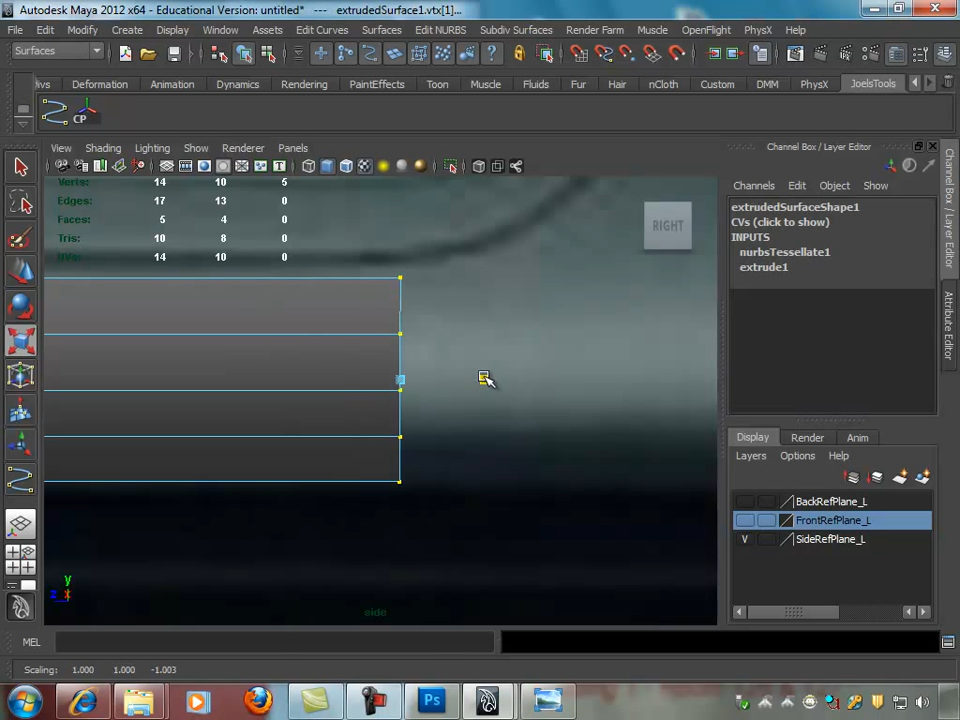 Autodesk Maya 2012 x64 - Educational Version: untitled* --- extrudedSurface1.vtx[1]...
File Edit Modify Create Display Window Assets Edit Curves Surfaces Edit NURBS Subdiv Surfaces Render Farm Muscle OpenFlight PhysX Help
Surfaces
ivs Deformation Animation Dynamics Rendering PaintEffects Toon Muscle Fluids Fur Hair nCloth Custom DMM PhysX JoelsTools
CP
View Shading Lighting Show Renderer Panels
Channel Box / Layer Editor
Verts: 14 10 5
Edges: 17 13 0
Faces: 5 4 0
Tris: 10 8 0
UVs: 14 10 0
RIGHT
Channels Edit Object Show
extrudedSurfaceShape1
CVs (click to show)
INPUTS
nurbsTessellate1
extrude1
Channel Box / Layer Editor
Attribute Editor
Display Render Anim
Layers Options Help
BackRefPlane_L
FrontRefPlane_L
V SideRefPlane_L
y
z x
side
MEL
Scaling: 1.000 1.000 -1.003
Ps